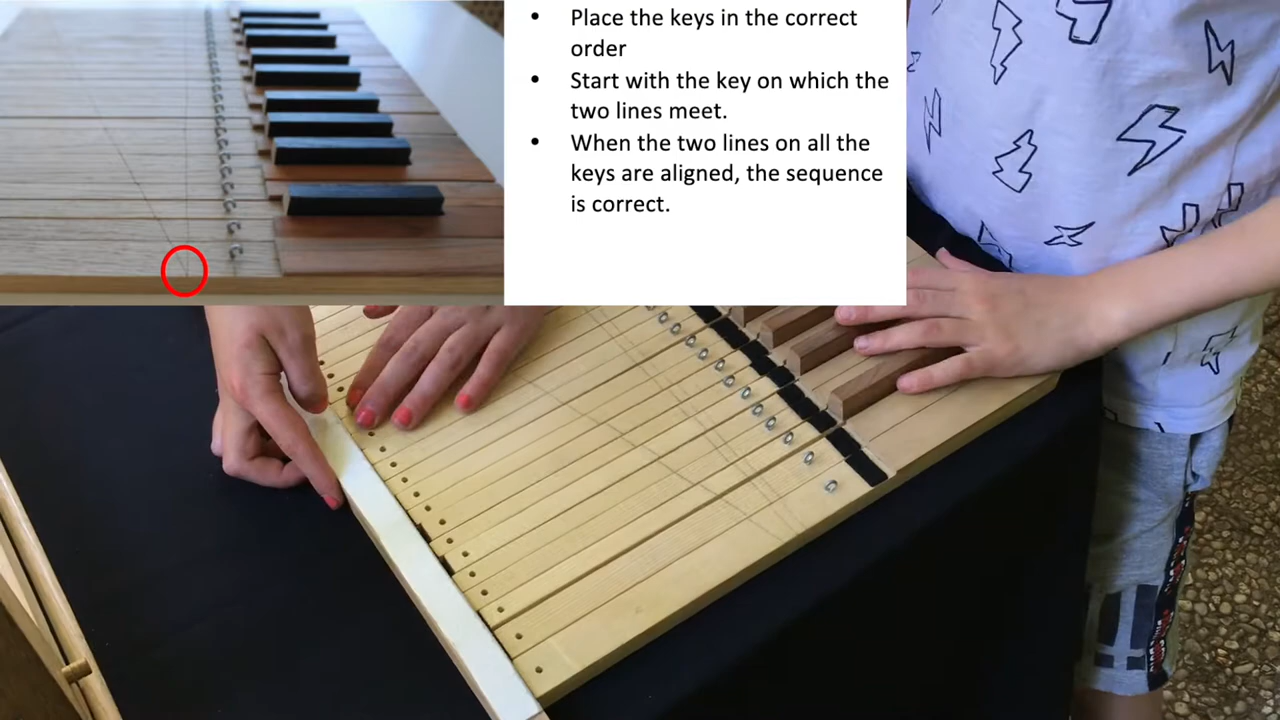 • Place the keys in the correct
order
• Start with the key on which the
two lines meet.
• When the two lines on all the
keys are aligned, the sequence
is correct.